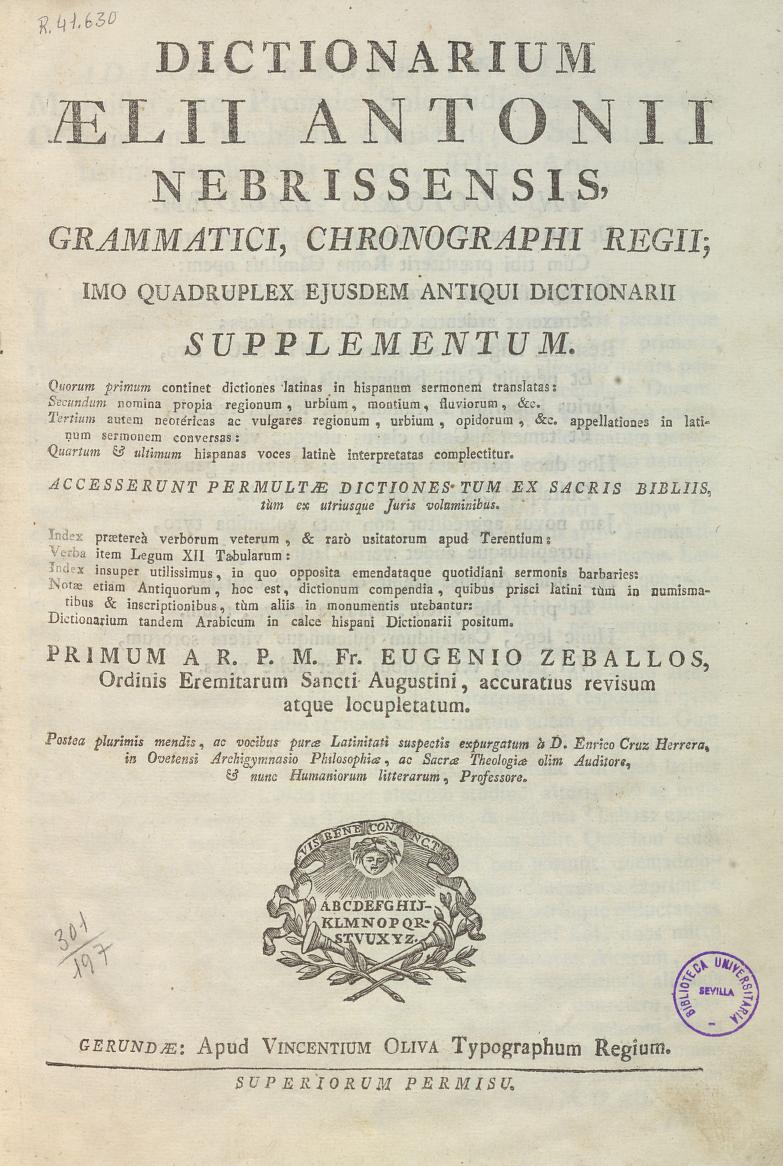 R.41.630
DICTIONARIUM
ÆLII ANTONII
NEBRISSENSIS,
GRAMMATICI, CHRONOGRAPHI REGII;
IMO QUADRUPLEX EJUSDEM ANTIQUI DICTIONARII
SUPPLEMENTUM.
Quorum primum continet dictiones latinas in hispanum sermonem translatas:
Secundum nomina propia regionum, urbium, montium, fluviorum, &c.
Tertium autem neotéricas ac vulgares regionum, urbium, opidorum, &c. appellationes in lati-
num sermonem conversas:
Quartum & ultimum hispanas voces latinè interpretatas complectitur.
ACCESSERUNT PERMULTÆ DICTIONES TUM EX SACRIS BIBLIIS,
tùm ex utriusque Juris voluminibus.
Index prætereà verborum veterum, & rarò usitatorum apud Terentium:
Verba item Legum XII Tabularum:
Index insuper utilissimus, in quo opposita emendataque quotidiani sermonis barbaries:
Notæ etiam Antiquorum, hoc est, dictionum compendia, quibus prisci latini tùm in numisma-
tibus & inscriptionibus, tùm aliis in monumentis utebantur:
Dictionarium tandem Arabicum in calce hispani Dictionarii positum.
PRIMUM A R. P. M. Fr. EUGENIO ZEBALLOS,
Ordinis Eremitarum Sancti Augustini, accuratius revisum
atque locupletatum.
Postea plurimis mendis, ac vocibus puræ Latinitati suspectis expurgatum à D. Enrico Cruz Herrera,
in Ovetensi Archigymnasio Philosophiæ, ac Sacræ Theologiæ olim Auditore,
& nunc Humaniorum litterarum, Professore.
VIS BENE CONJUNCT
ABCDEFGHIJ-
KLMNOPQR-
STVUXYZ.
301
197
BIBLIOTECA UNIVERSITARIA
SEVILLA
GERUNDÆ: Apud VINCENTIUM OLIVA Typographum Regium.
SUPERIORUM PERMISU.